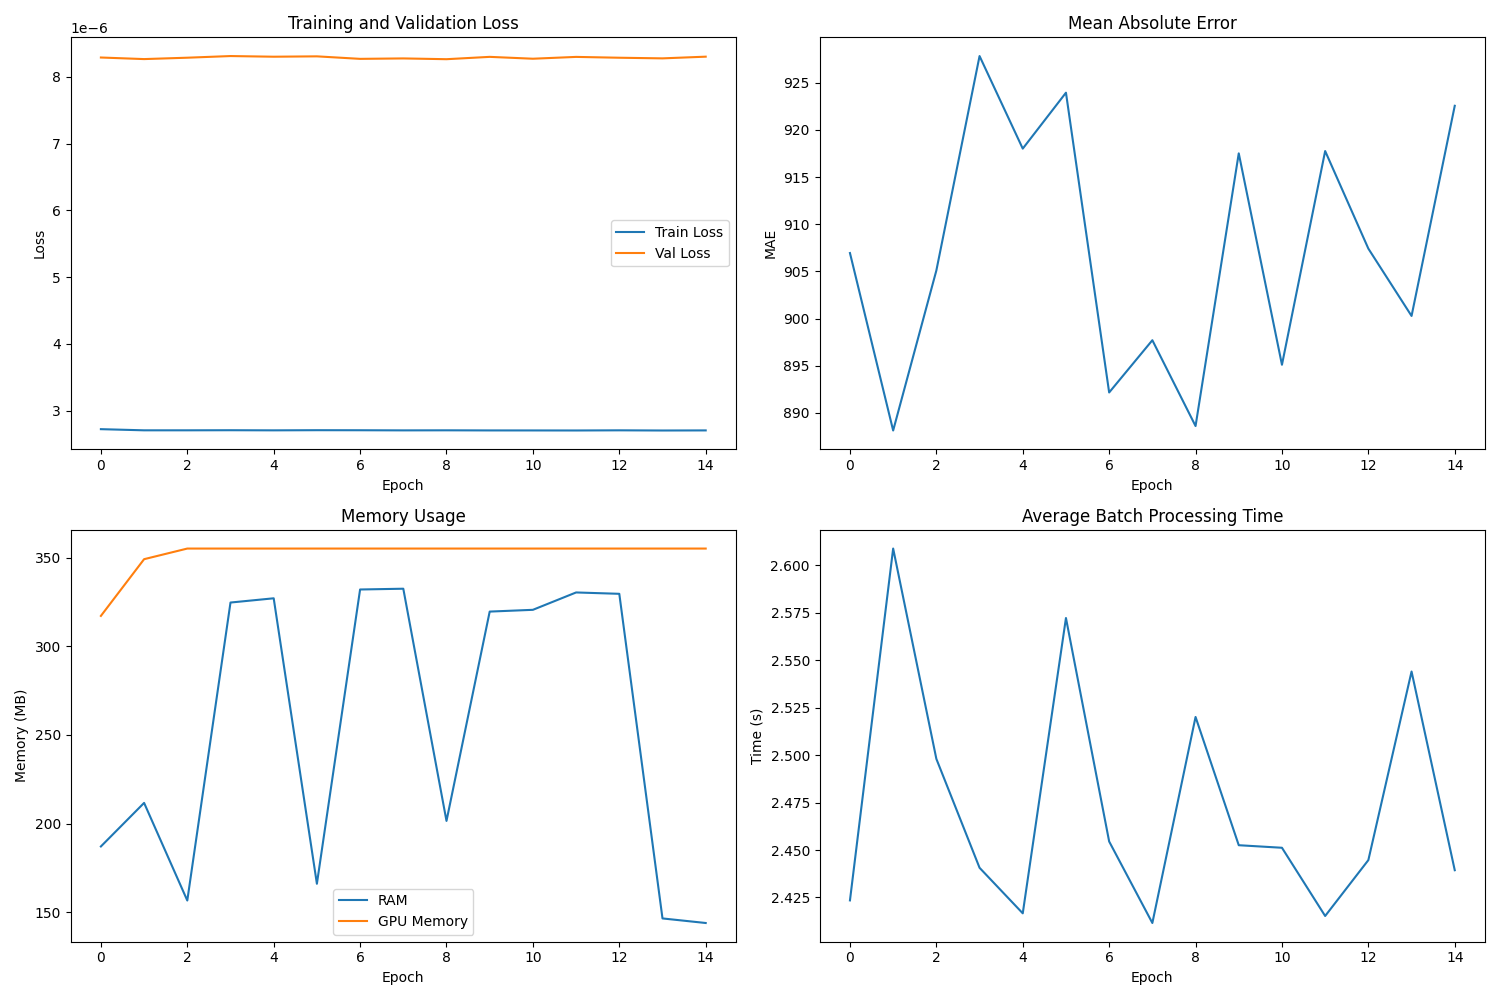 Training and Validation Loss
1e−6
8
7
6
5
4
3
Loss
Train Loss
Val Loss
0 2 4 6 8 10 12 14
Epoch
Mean Absolute Error
925
920
915
910
905
900
895
890
MAE
0 2 4 6 8 10 12 14
Epoch
Memory Usage
350
300
250
200
150
Memory (MB)
RAM
GPU Memory
0 2 4 6 8 10 12 14
Epoch
Average Batch Processing Time
2.600
2.575
2.550
2.525
2.500
2.475
2.450
2.425
Time (s)
0 2 4 6 8 10 12 14
Epoch